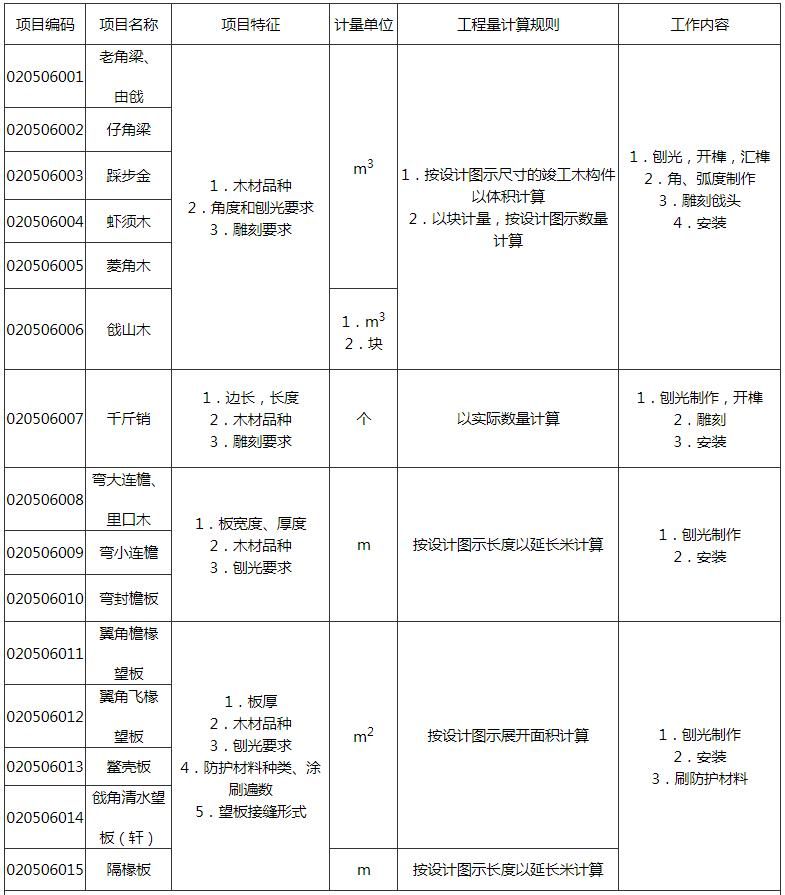 项目编码 项目名称 项目特征 计量单位 工程量计算规则 工作内容
020506001
老角梁、
由戗
020506002 仔角梁
020506003 踩步金
020506004 虾须木
020506005 菱角木
020506006 戗山木
1．木材品种
2．角度和刨光要求
3．雕刻要求
m3
1．m3
2．块
1．按设计图示尺寸的竣工木构件
以体积计算
2．以块计量，按设计图示数量
计算
1．刨光，开榫，汇榫
2．角、弧度制作
3．雕刻戗头
4．安装
020506007 千斤销
1．边长，长度
2．木材品种
3．雕刻要求
个
以实际数量计算
1．刨光制作，开榫
2．雕刻
3．安装
020506008
弯大连檐、
里口木
020506009 弯小连檐
020506010 弯封檐板
1．板宽度、厚度
2．木材品种
3．刨光要求
m
按设计图示长度以延长米计算
1．刨光制作
2．安装
020506011
翼角檐椽
望板
020506012
翼角飞椽
望板
020506013 鳖壳板
020506014
戗角清水望
板（轩）
020506015 隔椽板
1．板厚
2．木材品种
3．刨光要求
4．防护材料种类、涂
刷遍数
5．望板接缝形式
m2
按设计图示展开面积计算
m
按设计图示长度以延长米计算
1．刨光制作
2．安装
3．刷防护材料